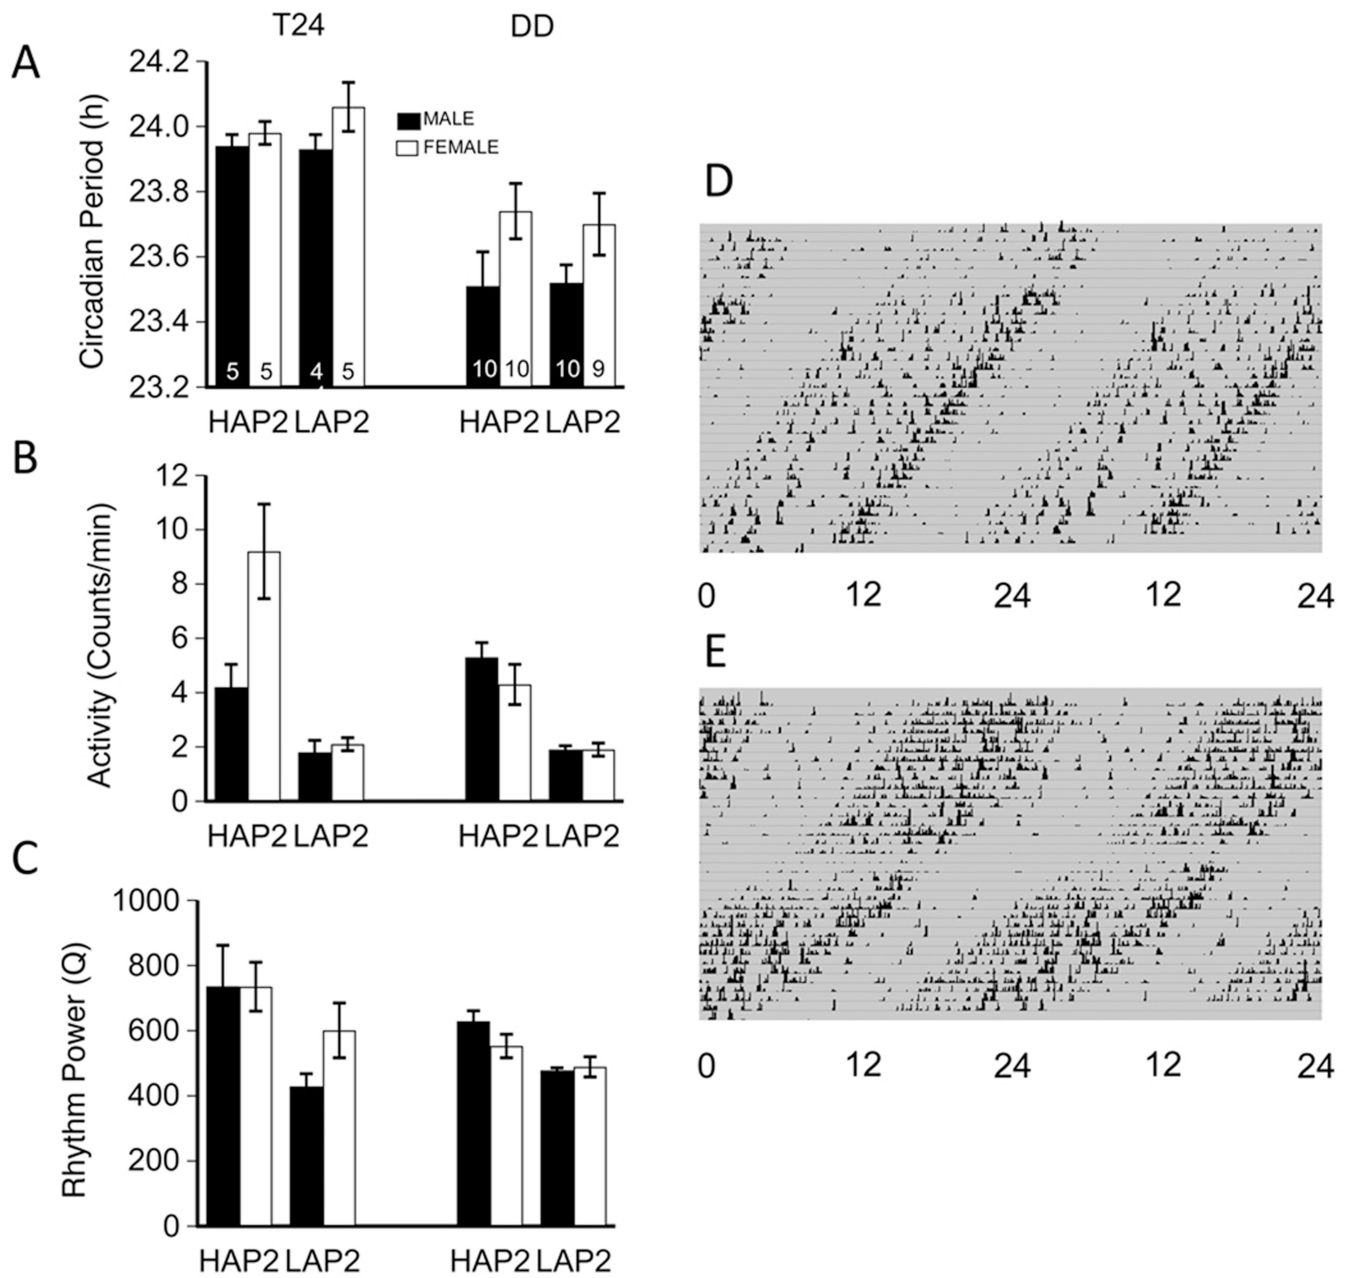 T24 DD
A
Circadian Period (h)
24.2
24.0
23.8
23.6
23.4
23.2
MALE
FEMALE
5 5 4 5 10 10 10 9
HAP2 LAP2 HAP2 LAP2
B
Activity (Counts/min)
12
10
8
6
4
2
0
HAP2 LAP2 HAP2 LAP2
C
Rhythm Power (Q)
1000
800
600
400
200
0
HAP2 LAP2 HAP2 LAP2
D
0 12 24 12 24
E
0 12 24 12 24